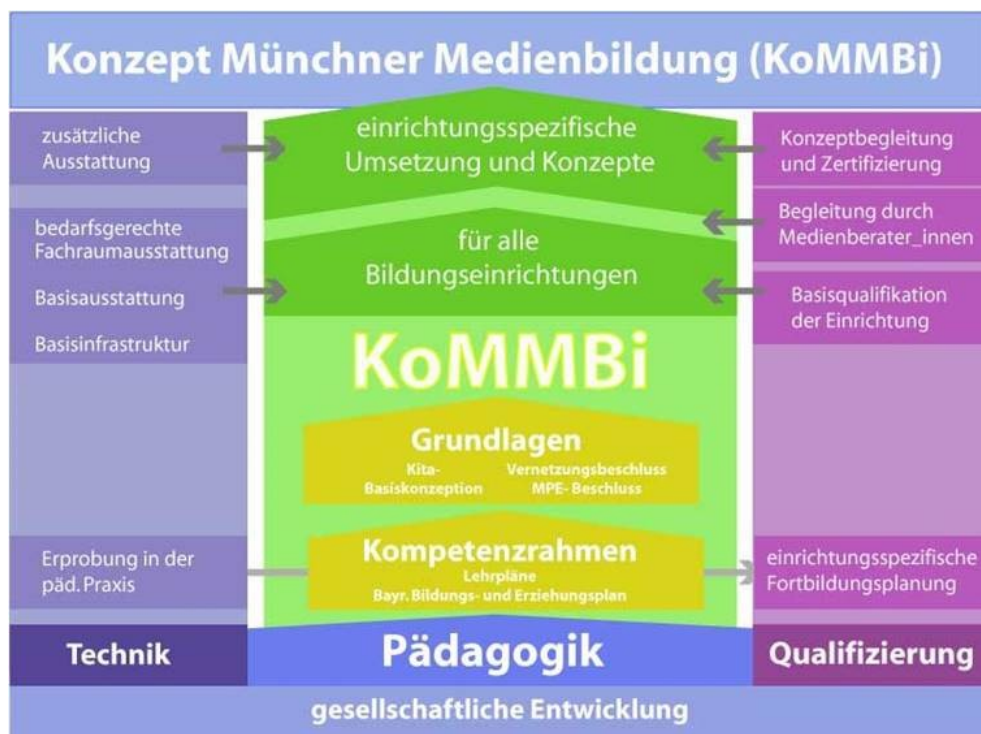 Konzept Münchner Medienbildung (KoMMBi)
zusätzliche
Ausstattung
bedarfsgerechte
Fachraumausstattung
Basisausstattung
Basisinfrastruktur
Erprobung in der
päd. Praxis
Technik
einrichtungsspezifische
Umsetzung und Konzepte
für alle
Bildungseinrichtungen
KoMMBi
Grundlagen
Kita-
Basiskonzeption
Vernetzungsbeschluss
MPE- Beschluss
Kompetenzrahmen
Lehrpläne
Bayr. Bildungs- und Erziehungsplan
Pädagogik
Konzeptbegleitung
und Zertifizierung
Begleitung durch
Medienberater_innen
Basisqualifikation
der Einrichtung
einrichtungsspezifische
Fortbildungsplanung
Qualifizierung
gesellschaftliche Entwicklung